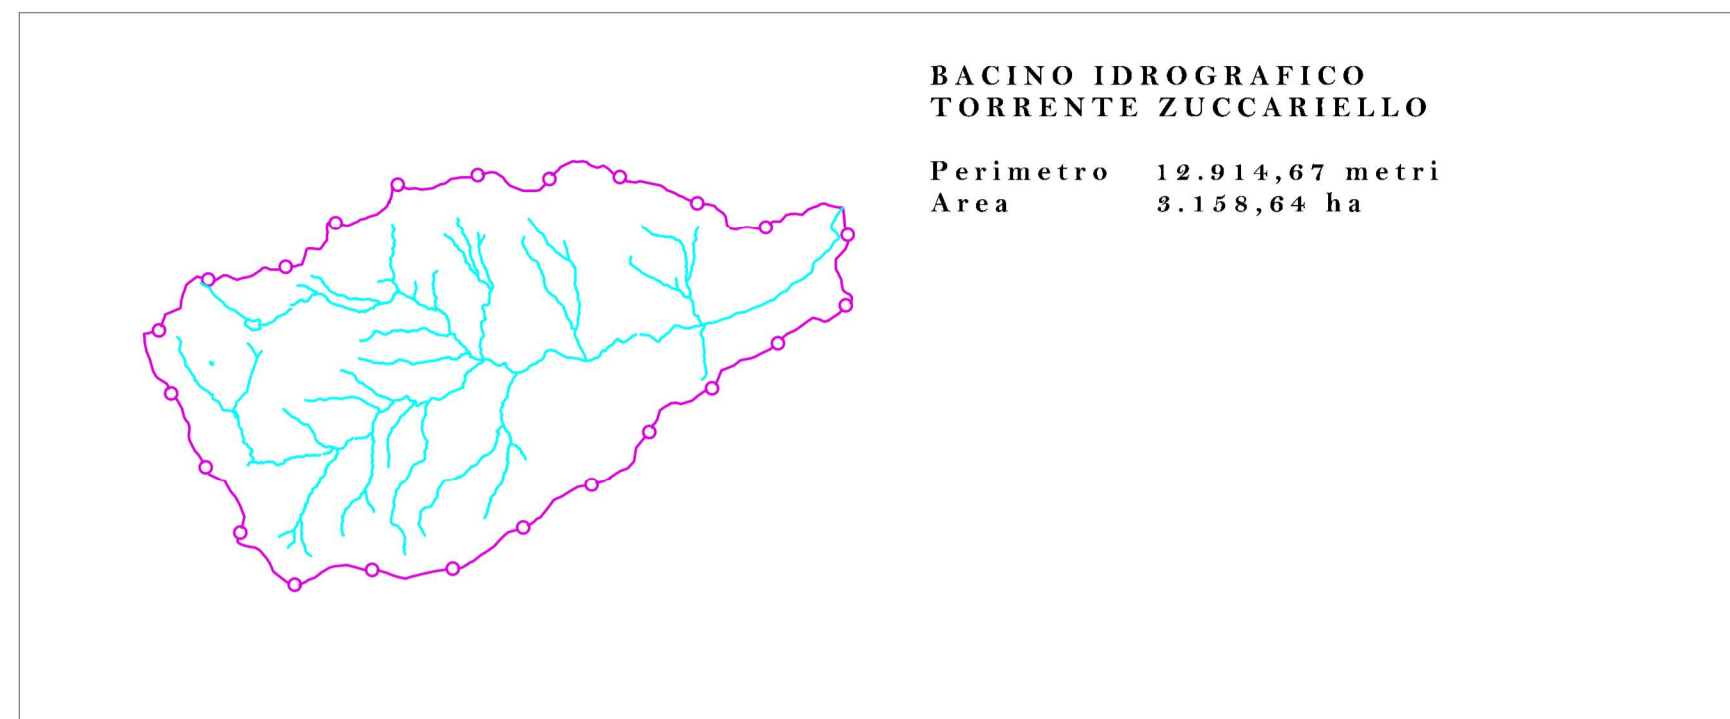 BACINO IDROGRAFICO
TORRENTE ZUCCARIELLO
Perimetro 12.914,67 metri
Area 3.158,64 ha